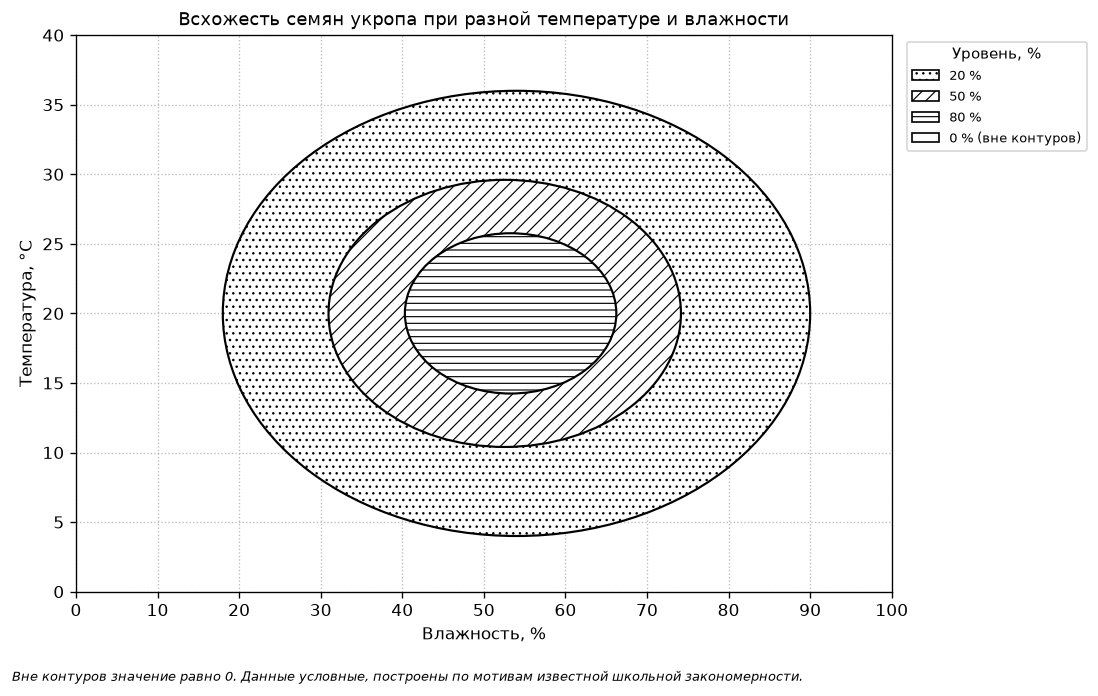 Всхожесть семян укропа при разной температуре и влажности
Уровень, %
20 %
50 %
80 %
0 % (вне контуров)
Температура, °C
40
35
30
25
20
15
10
5
0
0 10 20 30 40 50 60 70 80 90 100
Влажность, %
Вне контуров значение равно 0. Данные условные, построены по мотивам известной школьной закономерности.